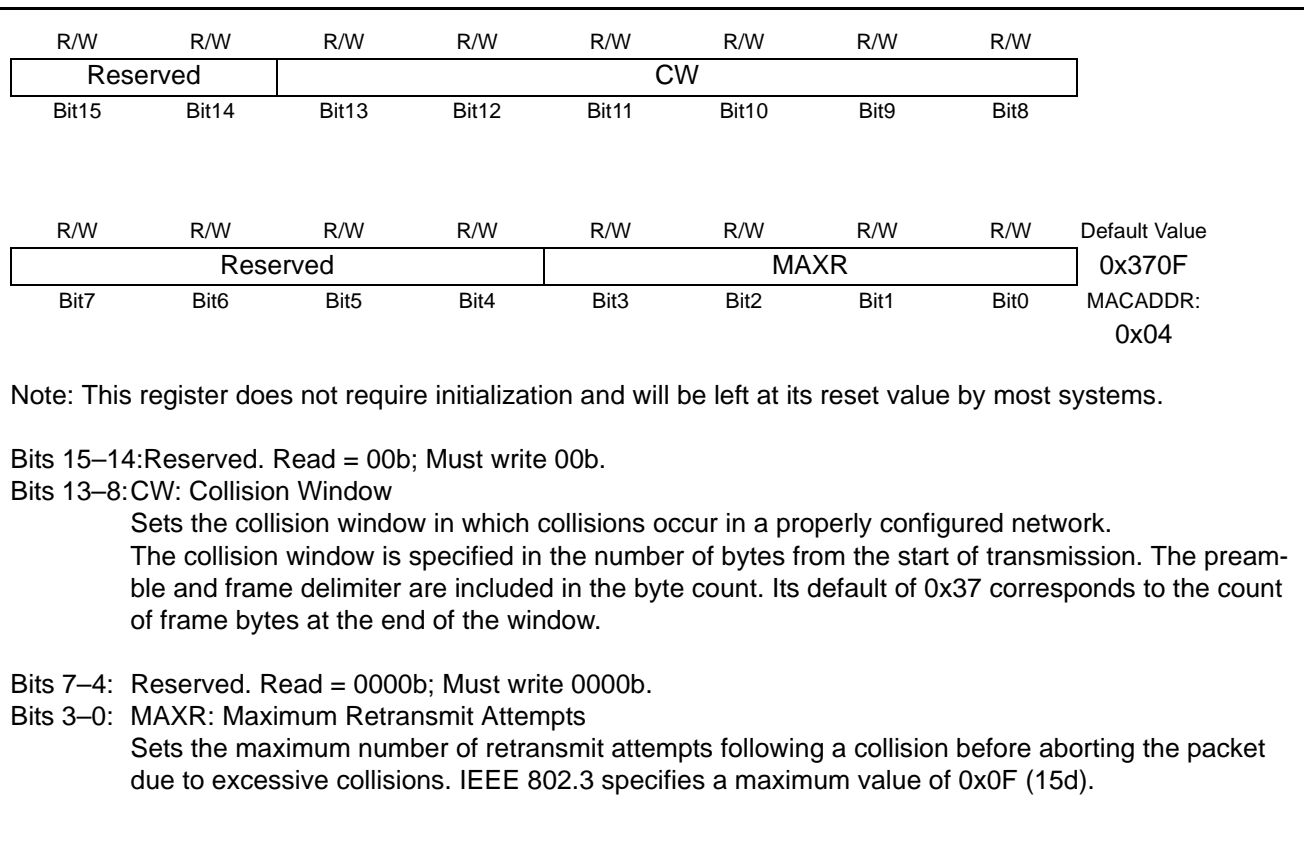 R/W R/W R/W R/W R/W R/W R/W R/W
Reserved CW
Bit15 Bit14 Bit13 Bit12 Bit11 Bit10 Bit9 Bit8
R/W R/W R/W R/W R/W R/W R/W R/W Default Value
Reserved MAXR 0x370F
Bit7 Bit6 Bit5 Bit4 Bit3 Bit2 Bit1 Bit0 MACADDR:
0x04
Note: This register does not require initialization and will be left at its reset value by most systems.
Bits 15–14:Reserved. Read = 00b; Must write 00b.
Bits 13–8:CW: Collision Window
Sets the collision window in which collisions occur in a properly configured network.
The collision window is specified in the number of bytes from the start of transmission. The pream-
ble and frame delimiter are included in the byte count. Its default of 0x37 corresponds to the count
of frame bytes at the end of the window.
Bits 7–4: Reserved. Read = 0000b; Must write 0000b.
Bits 3–0: MAXR: Maximum Retransmit Attempts
Sets the maximum number of retransmit attempts following a collision before aborting the packet
due to excessive collisions. IEEE 802.3 specifies a maximum value of 0x0F (15d).